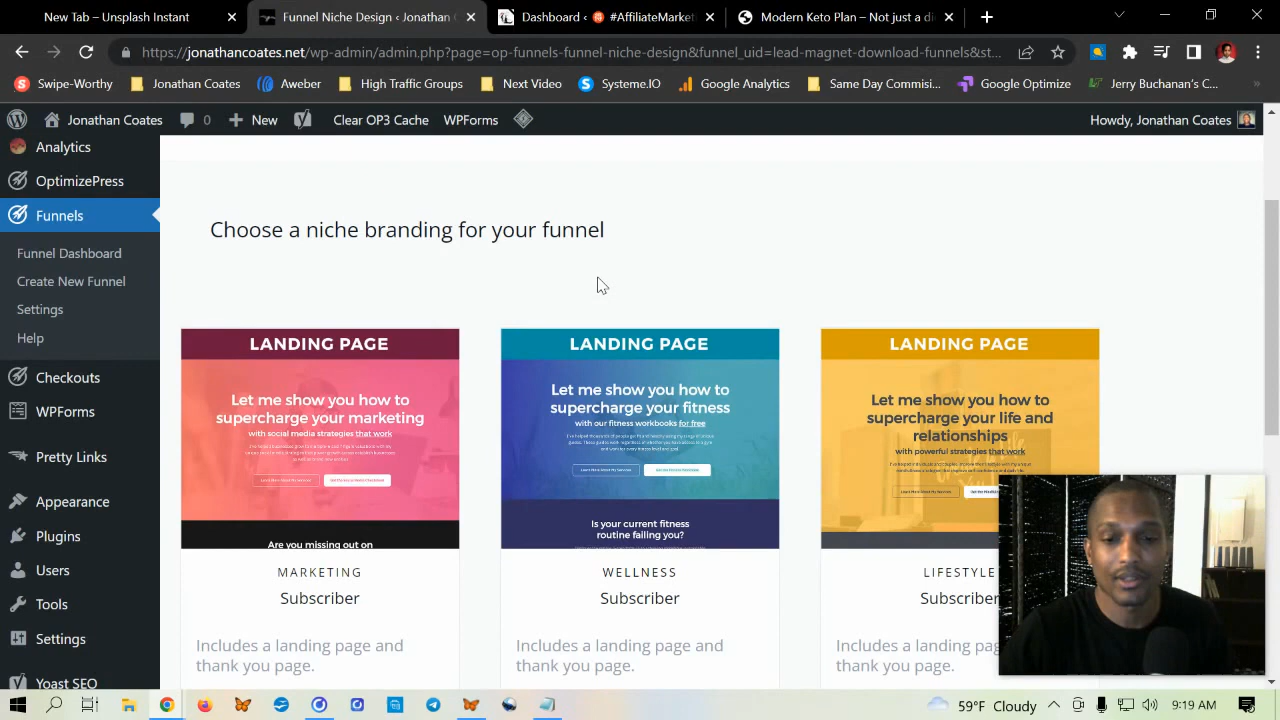 WP Total Instant
Funnel Niche Design ‹ Jonathan C
Dashboard ‹ #AffiliateMarket
Modern Keto Plan – Not just a di
https://jonathancoates.net/wp-admin/admin.php?page=op-funnels-funnel-niche-design&funnel_uid=lead-magnet-download-funnels&st...
Swipe-Worthy
Jonathan Coates
Aweber
High Traffic Groups
Next Video
Systeme.IO
Google Analytics
Same Day Commisi...
Google Optimize
Jerry Buchanan's C...
Jonathan Coates
0
New
Clear OP3 Cache
WPForms
Howdy, Jonathan Coates
Analytics
OptimizePress
Funnels
Funnel Dashboard
Create New Funnel
Settings
Help
Checkouts
WPForms
Pretty Links
Appearance
Plugins
Users
Tools
Settings
Yoast SEO
Choose a niche branding for your funnel
LANDING PAGE
Let me show you how to
supercharge your marketing
with social media strategies that work
Are you missing out on
MARKETING
Subscriber
Includes a landing page and
thank you page.
LANDING PAGE
Let me show you how to
supercharge your fitness
with our fitness workbooks for free
Is your current fitness
routine failing you?
WELLNESS
Subscriber
Includes a landing page and
thank you page.
LANDING PAGE
Let me show you how to
supercharge your life and
relationships
with powerful strategies that work
LIFESTYLE
Subscriber
Includes a landing
thank you page.
59°F Cloudy
9:19 AM